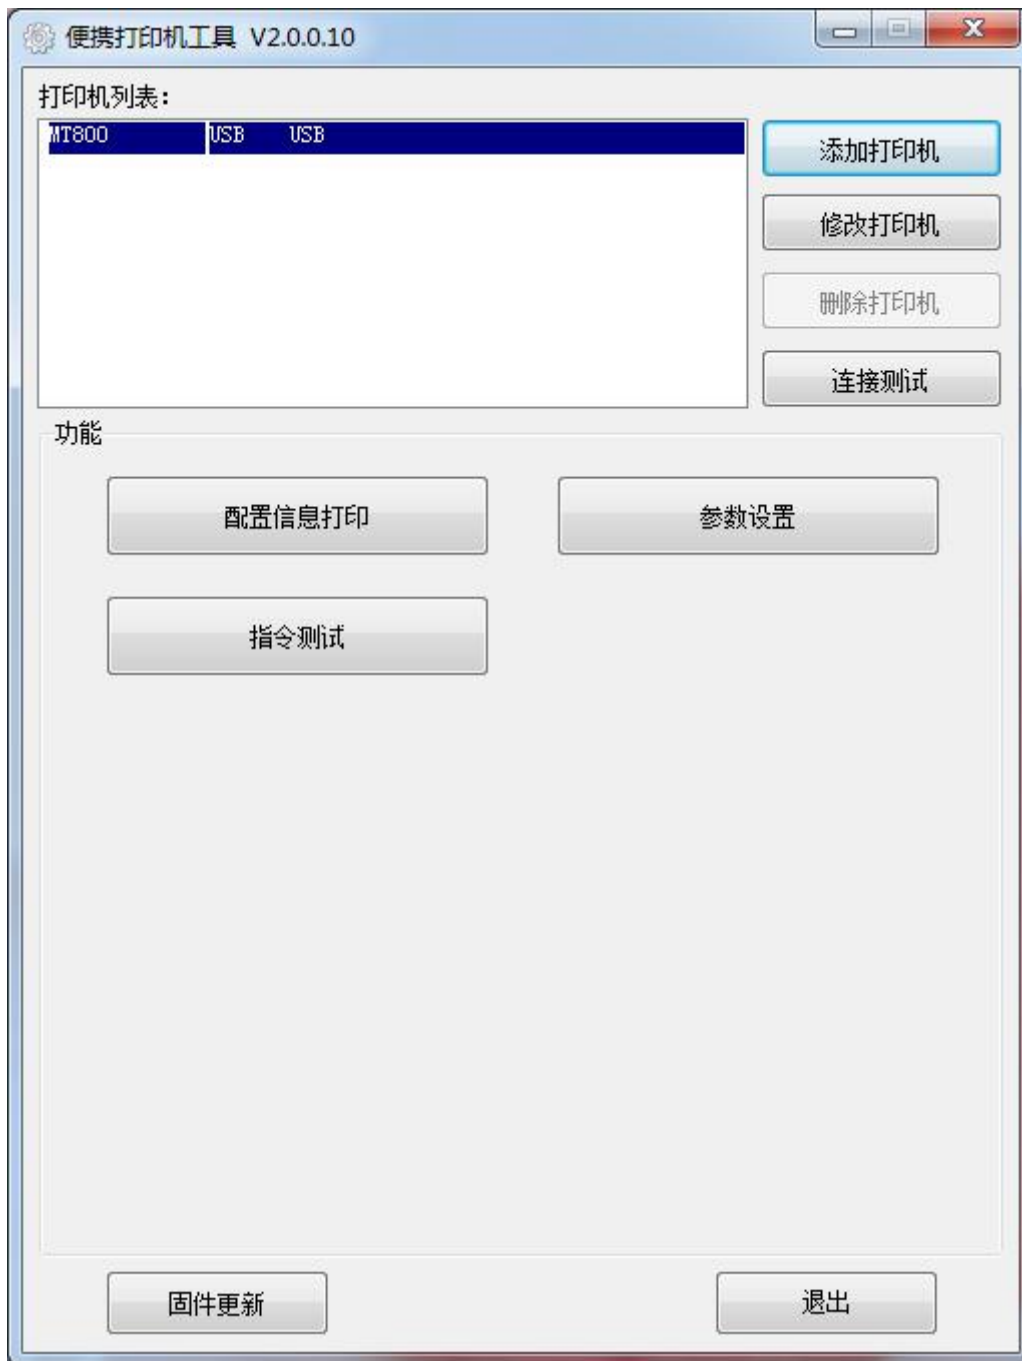 便携打印机工具 V2.0.0.10
打印机列表:
MT800 USB USB
添加打印机
修改打印机
删除打印机
连接测试
功能
配置信息打印 参数设置
指令测试
固件更新 退出